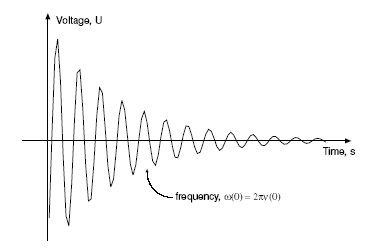 Voltage, U
Time, s
frequency, ω(0) = 2πν(0)